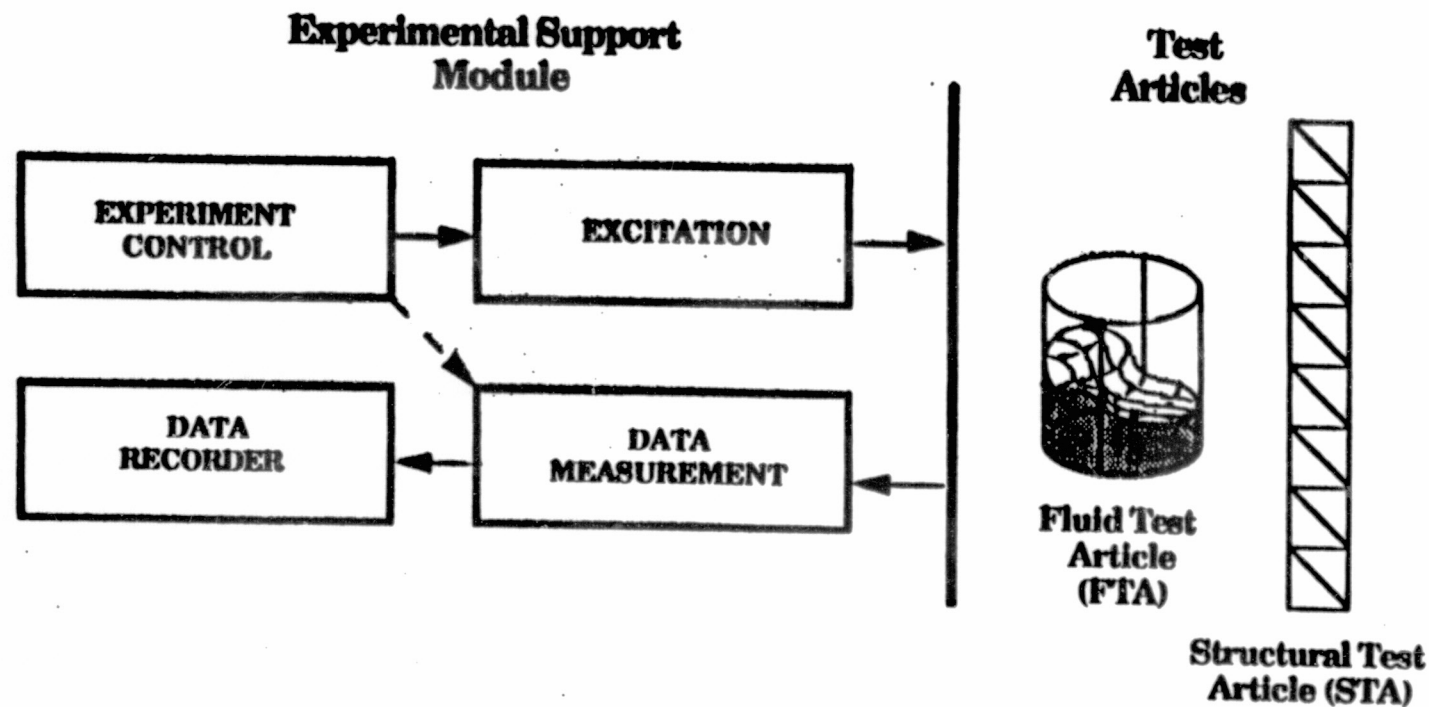 Experimental Support
Module
Test
Articles
EXPERIMENT
CONTROL
EXCITATION
DATA
RECORDER
DATA
MEASUREMENT
Fluid Test
Article
(FTA)
Structural Test
Article (STA)